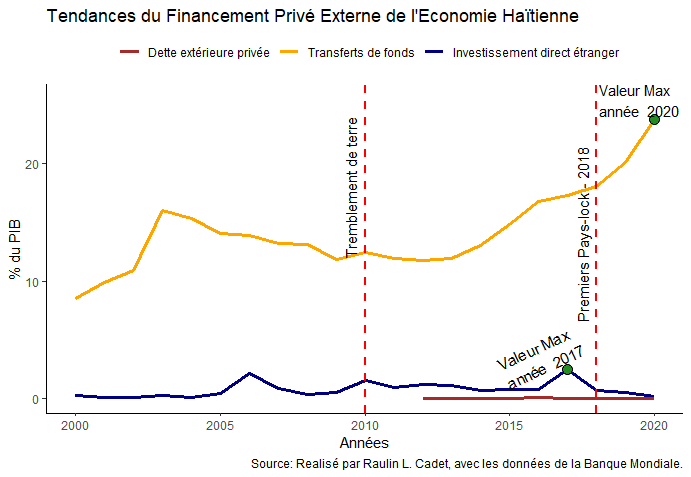 Tendances du Financement Privé Externe de l'Economie Haïtienne
Dette extérieure privée Transferts de fonds Investissement direct étranger
Valeur Max
année 2020
Tremblement de terre
Premiers Pays-lock - 2018
Valeur Max
année 2017
% du PIB
20
10
0
2000 2005 2010 2015 2020
Années
Source: Realisé par Raulin L. Cadet, avec les données de la Banque Mondiale.